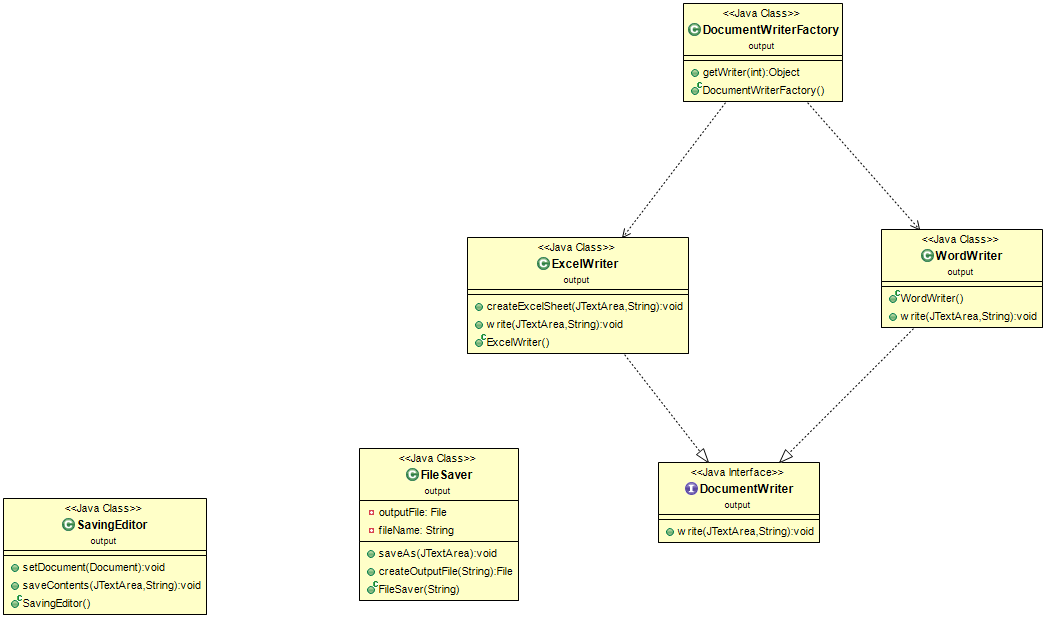 <<Java Class>>
DocumentWriterFactory
output
getWriter(int):Object
DocumentWriterFactory()
<<Java Class>>
ExcelWriter
output
createExcelSheet(JTextArea,String):void
write(JTextArea,String):void
ExcelWriter()
<<Java Class>>
WordWriter
output
WordWriter()
write(JTextArea,String):void
<<Java Class>>
SavingEditor
output
setDocument(Document):void
saveContents(JTextArea,String):void
SavingEditor()
<<Java Class>>
FileSaver
output
outputFile: File
fileName: String
saveAs(JTextArea):void
createOutputFile(String):File
FileSaver(String)
<<Java Interface>>
DocumentWriter
output
write(JTextArea,String):void